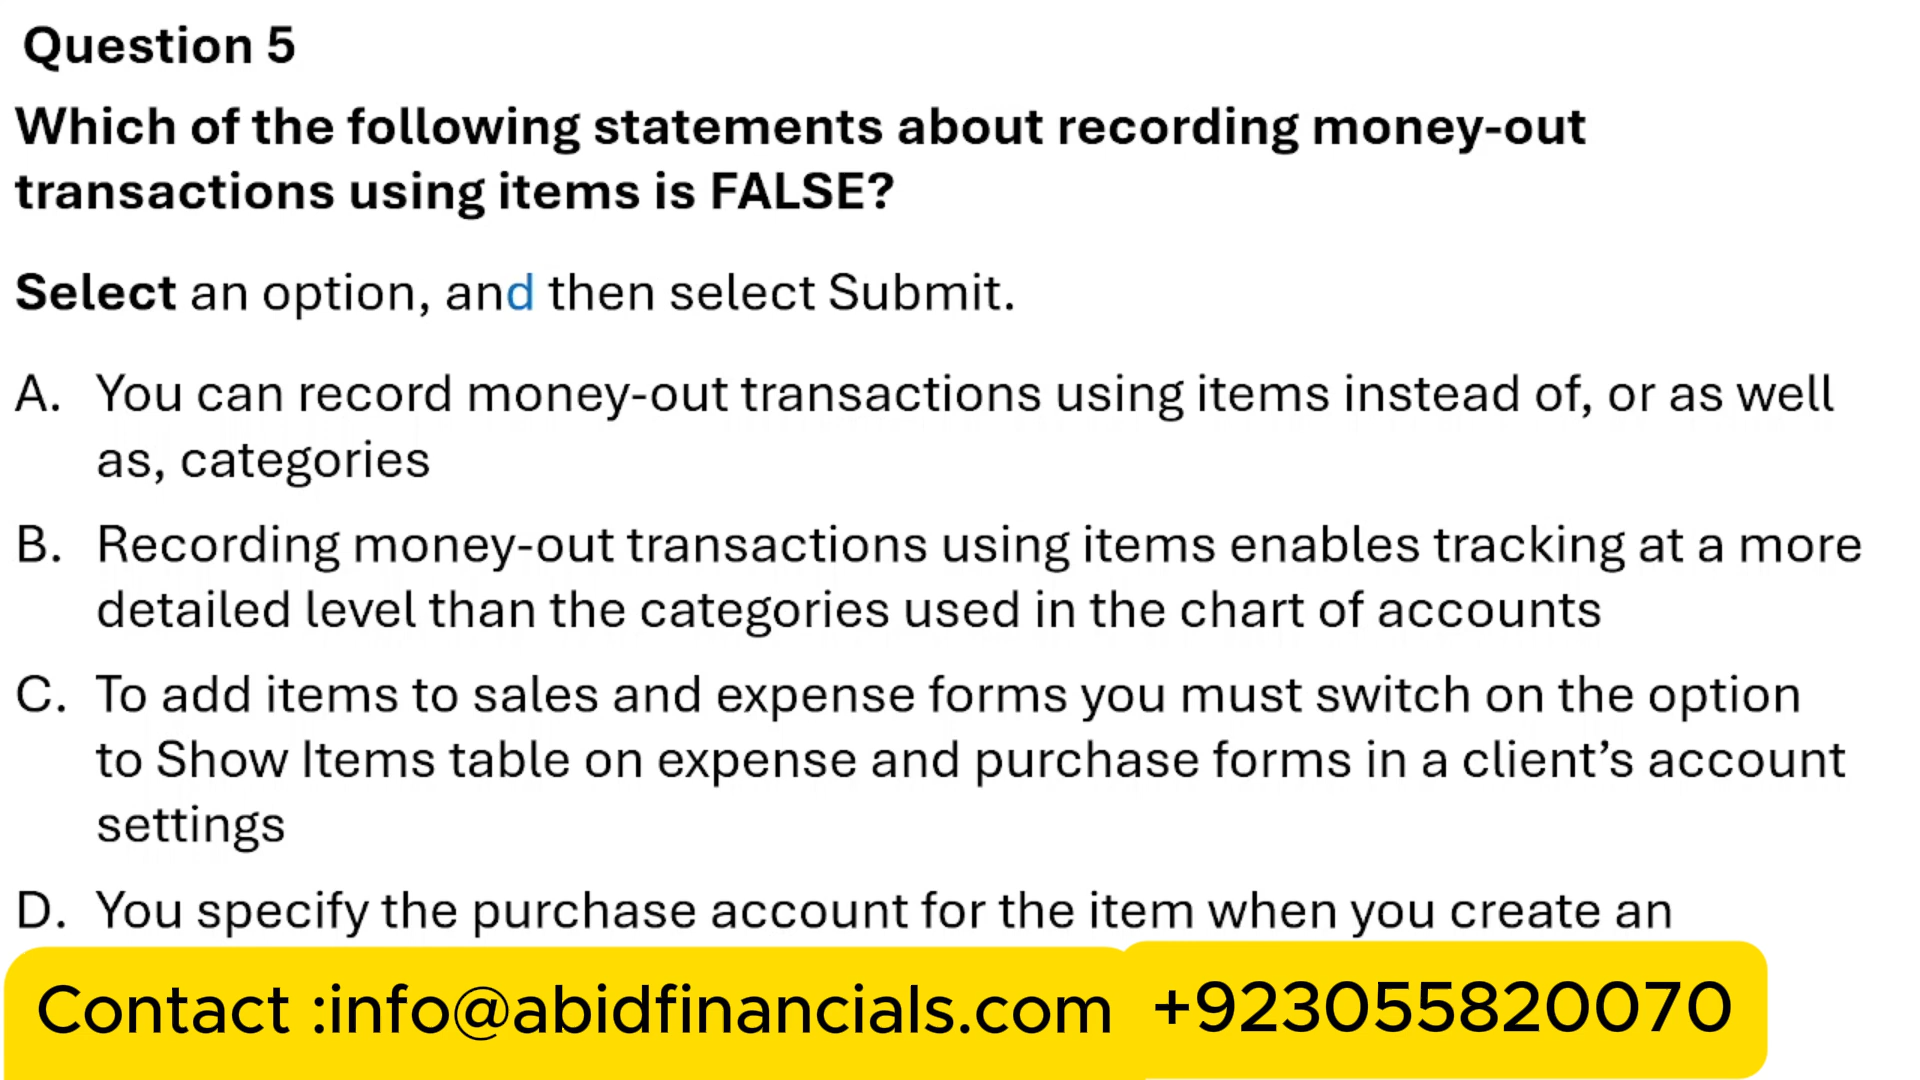 Question 5
Which of the following statements about recording money-out
transactions using items is FALSE?
Select an option, and then select Submit.
A. You can record money-out transactions using items instead of, or as well
as, categories
B. Recording money-out transactions using items enables tracking at a more
detailed level than the categories used in the chart of accounts
C. To add items to sales and expense forms you must switch on the option
to Show Items table on expense and purchase forms in a client’s account
settings
D. You specify the purchase account for the item when you create an
Contact :info@abidfinancials.com +923055820070